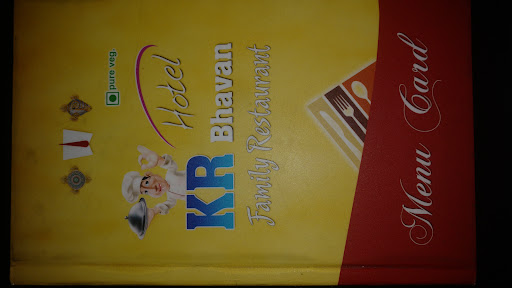 pure veg
Hotel
KR Bhavan
Family Restaurant
Menu Card